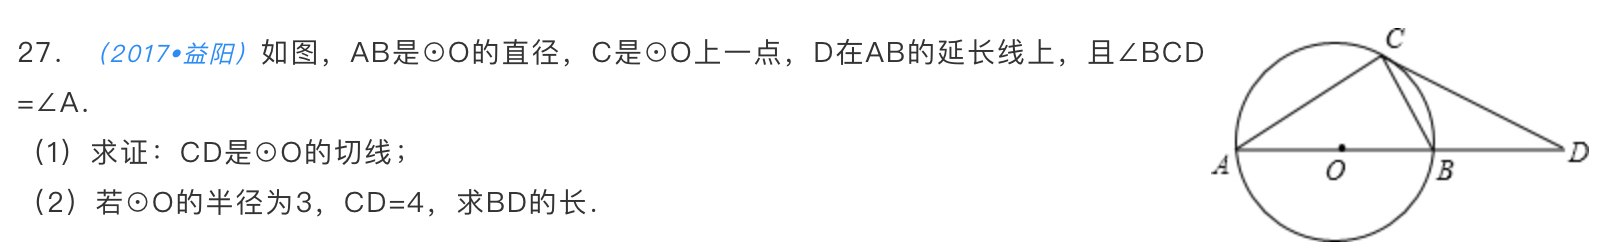 27. （2017•益阳）如图，AB是⊙O的直径，C是⊙O上一点，D在AB的延长线上，且∠BCD
=∠A.
（1）求证：CD是⊙O的切线；
（2）若⊙O的半径为3，CD=4，求BD的长.
C
A
O
B
D